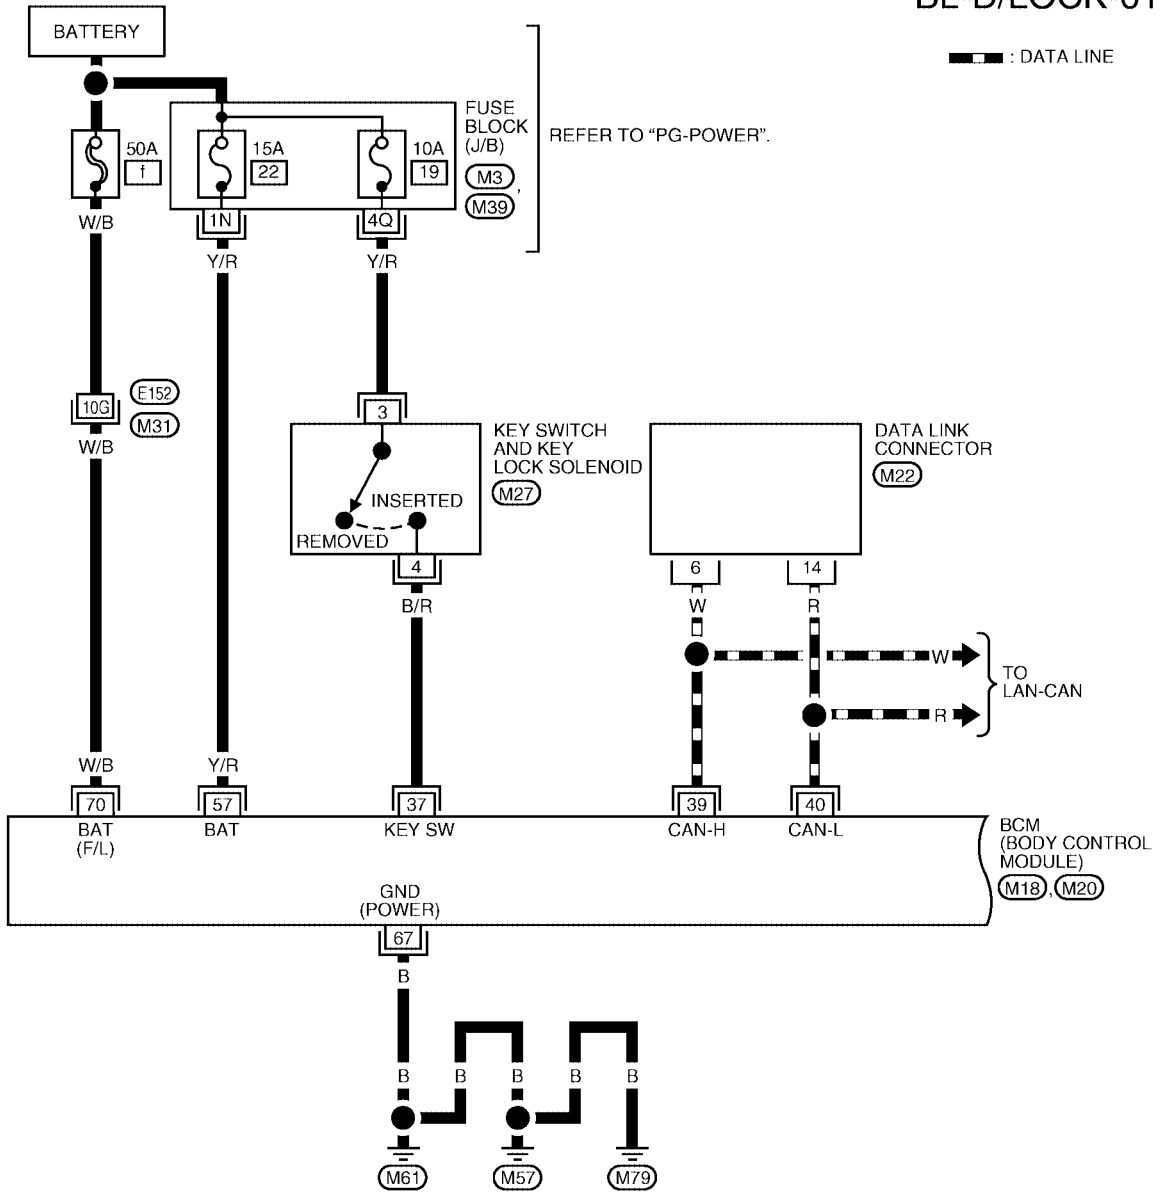 BATTERY
: DATA LINE
50A
f
15A
22
10A
19
FUSE
BLOCK
(J/B)
M3
,
M39
REFER TO “PG-POWER”.
W/B
1N
4Q
Y/R
Y/R
10G
E152
M31
W/B
3
KEY SWITCH
AND KEY
LOCK SOLENOID
M27
INSERTED
REMOVED
4
B/R
DATA LINK
CONNECTOR
M22
6
14
W
R
W
R
TO
LAN-CAN
W/B
Y/R
70
57
37
39
40
BAT
(F/L)
BAT
KEY SW
CAN-H
CAN-L
BCM
(BODY CONTROL
MODULE)
M18 , M20
GND
(POWER)
67
B
B
B
B
B
B
M61
M57
M79